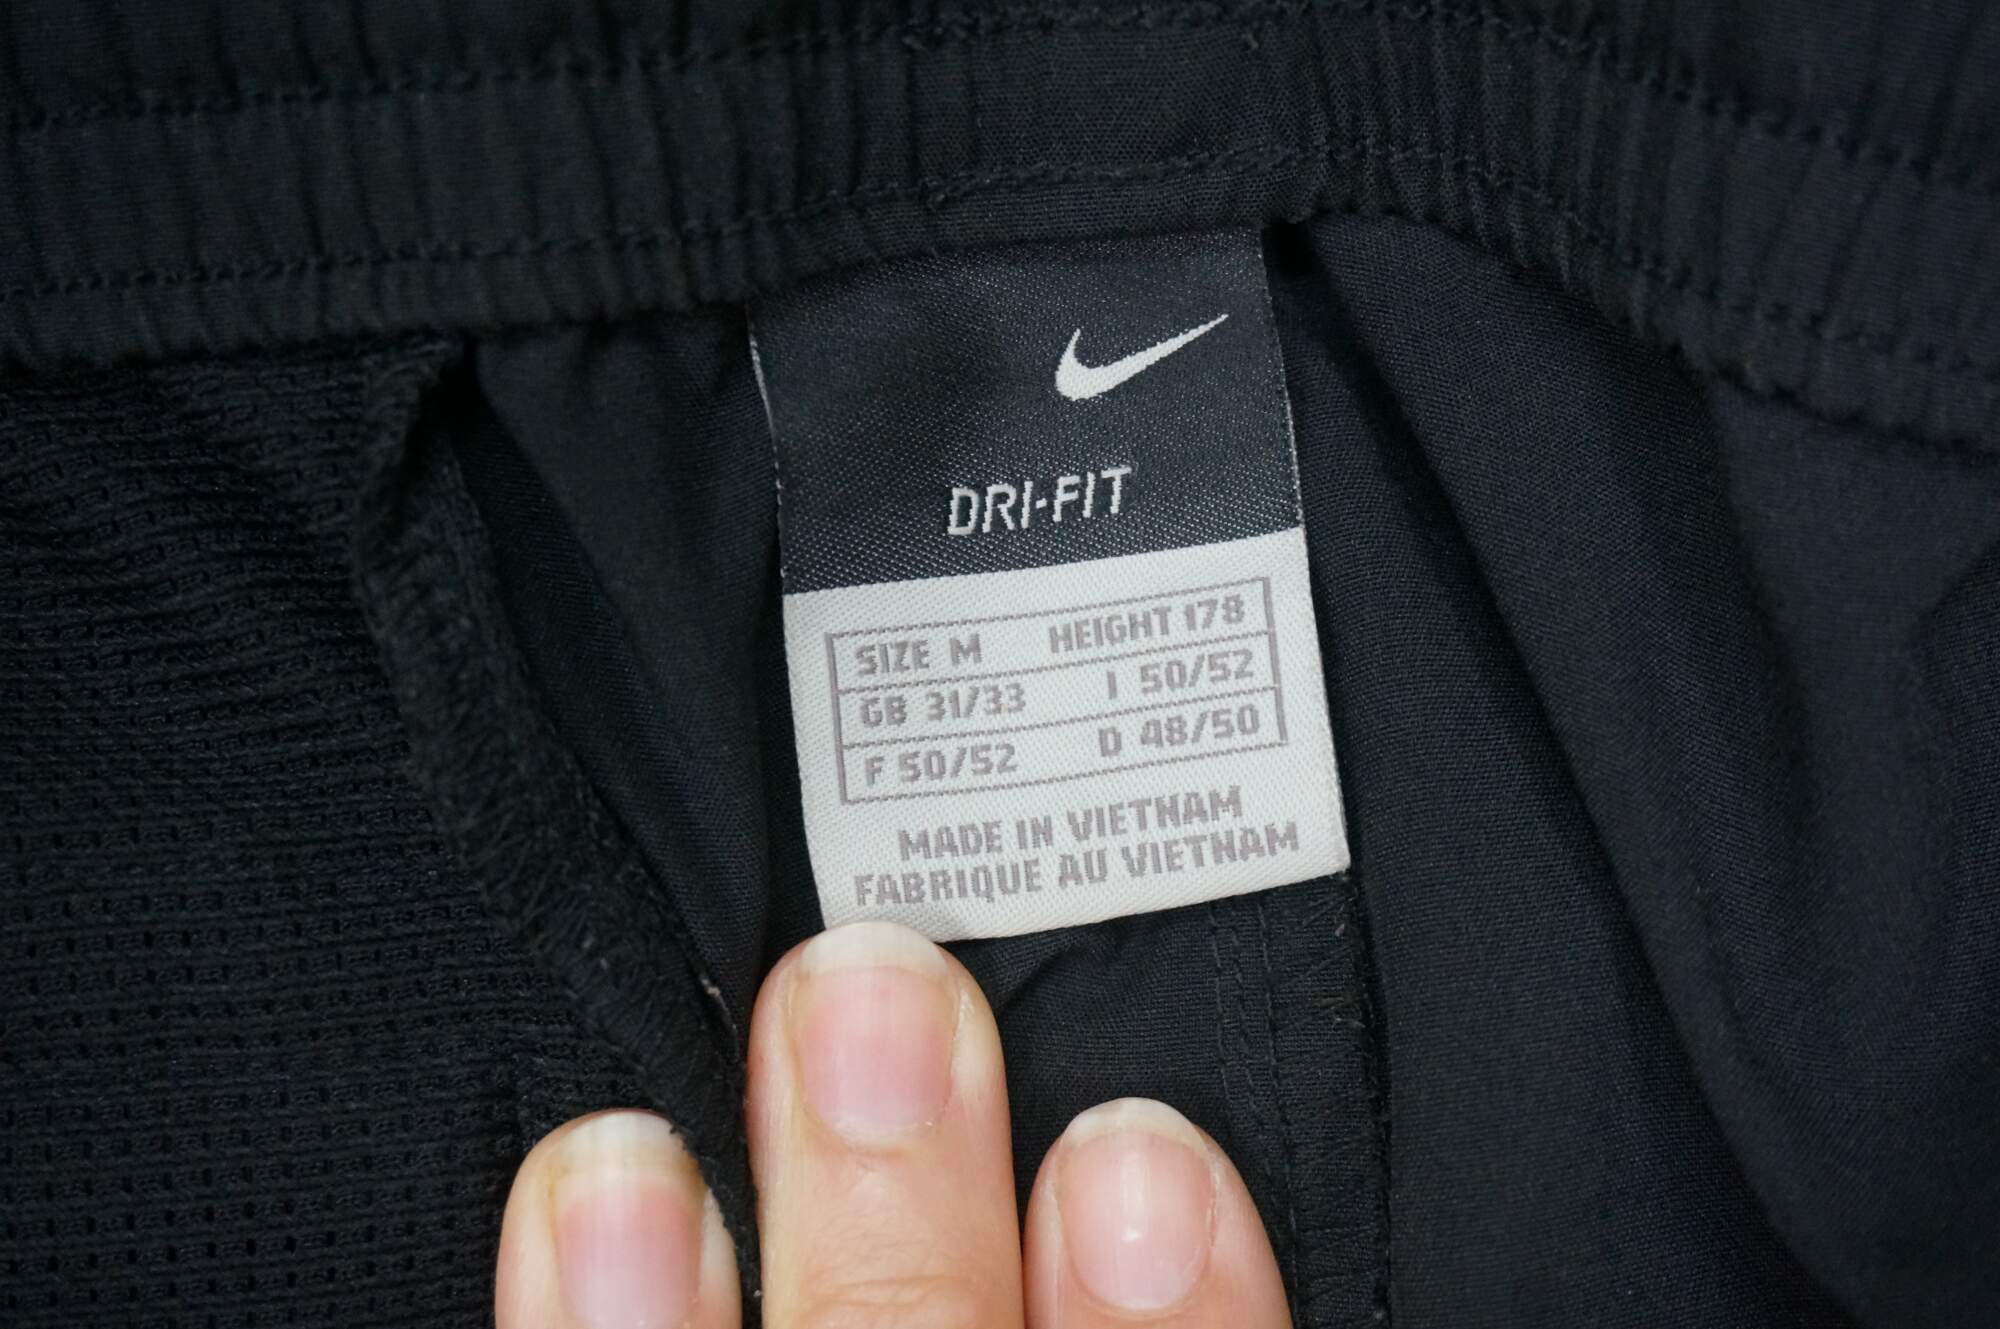 DRI-FIT
SIZE M HEIGHT 178
GB 31/33 I 50/52
F 50/52 D 48/50
MADE IN VIETNAM
FABRIQUE AU VIETNAM